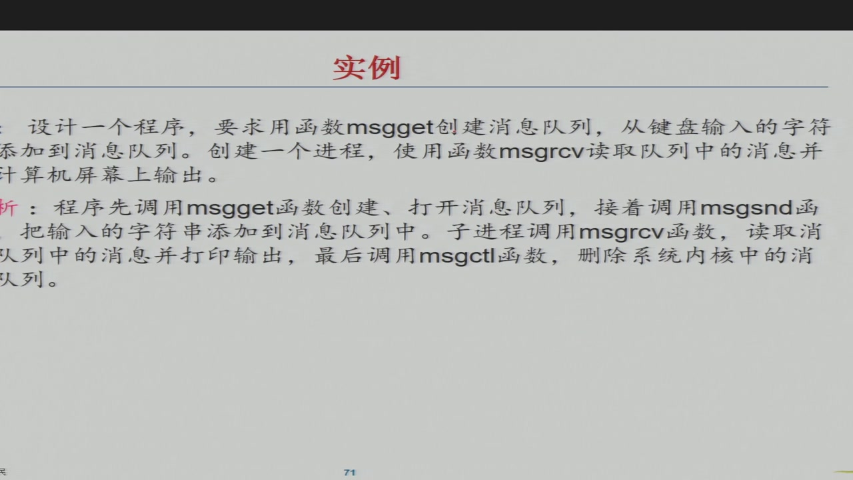 实例
： 设计一个程序，要求用函数msgget创建消息队列，从键盘输入的字符
添加到消息队列。创建一个进程，使用函数msgrcv读取队列中的消息并
计算机屏幕上输出。
析 ：程序先调用msgget函数创建、打开消息队列，接着调用msgsnd函
，把输入的字符串添加到消息队列中。子进程调用msgrcv函数，读取消
队列中的消息并打印输出，最后调用msgctl函数，删除系统内核中的消
队列。
71